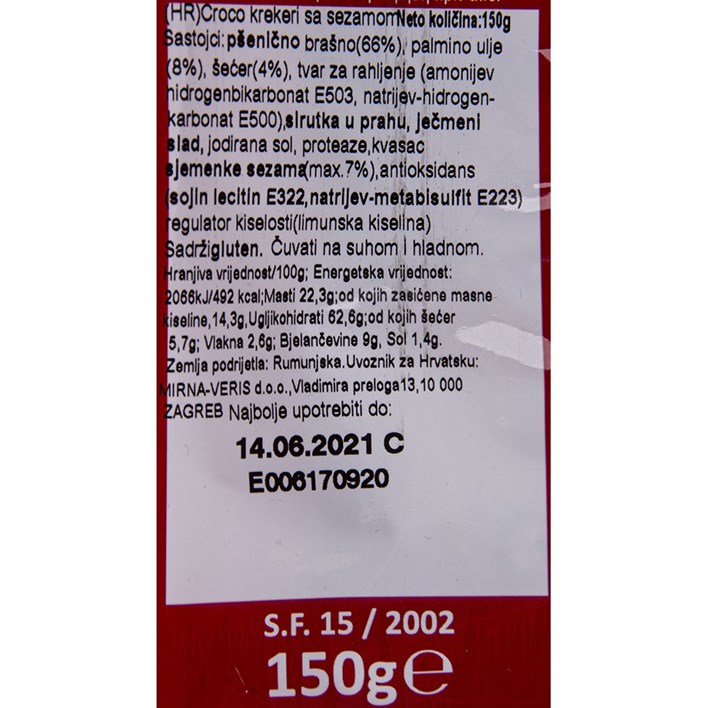 (HR)Croco krekeri sa sezamomNeto količina:150g
Sastojci: pšenično brašno(66%), palmino ulje
(8%), šećer(4%), tvar za rahljenje (amonijev
hidrogenbikarbonat E503, natrijev-hidrogen-
karbonat E500),sirutka u prahu, ječmeni
slad, jodirana sol, proteaze,kvasac
sjemenke sezama(max.7%),antioksidans
(sojin lecitin E322,natrijev-metabisulfit E223)
regulator kiselosti(limunska kiselina)
Sadržigluten. Čuvati na suhom i hladnom.
Hranjiva vrijednost/100g; Energetska vrijednost:
2066kJ/492 kcal;Masti 22,3g;od kojih zasićene masne
kiseline,14,3g,Ugljikohidrati 62,6g;od kojih šećer
5,7g; Vlakna 2,6g; Bjelančevine 9g, Sol 1,4g.
Zemlja podrijetla: Rumunjska.Uvoznik za Hrvatsku:
MIRNA-VERIS d.o.o.,Vladimira preloga13,10 000
ZAGREB Najbolje upotrebiti do:
14.06.2021 C
E006170920
S.F. 15 / 2002
150g℮